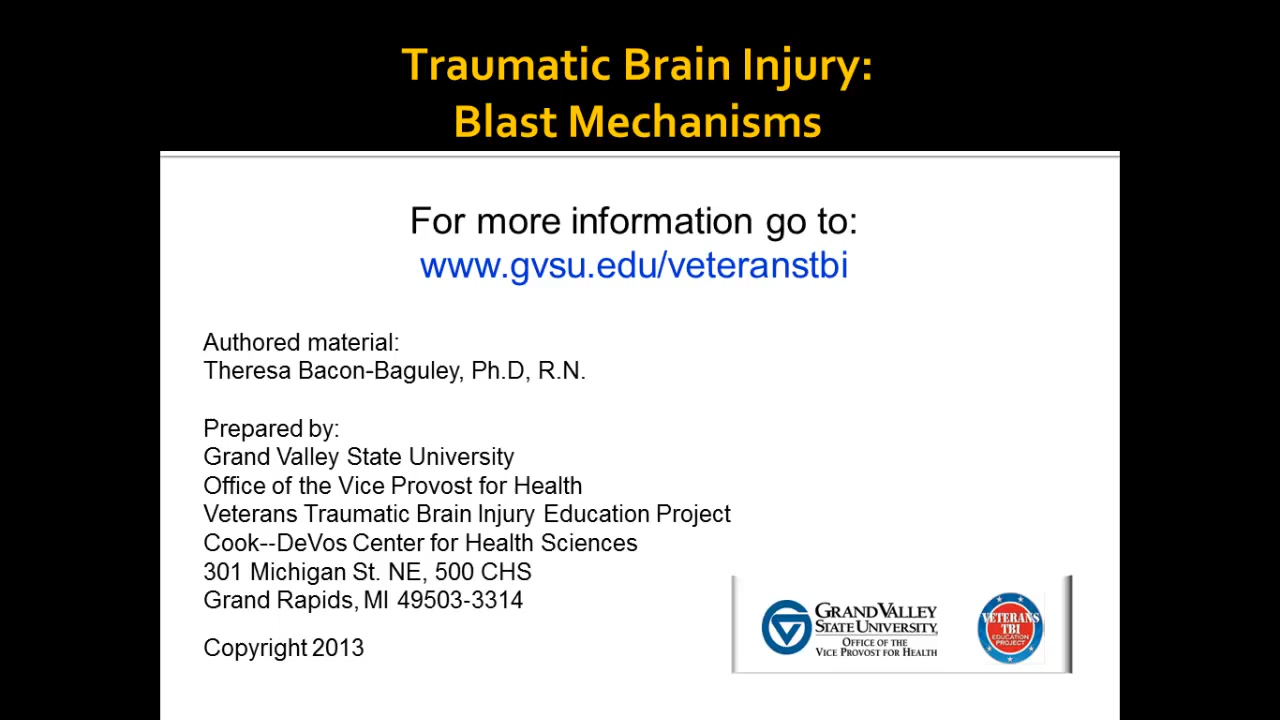 Traumatic Brain Injury:
Blast Mechanisms
For more information go to:
www.gvsu.edu/veteranstbi
Authored material:
Theresa Bacon-Baguley, Ph.D, R.N.
Prepared by:
Grand Valley State University
Office of the Vice Provost for Health
Veterans Traumatic Brain Injury Education Project
Cook--DeVos Center for Health Sciences
301 Michigan St. NE, 500 CHS
Grand Rapids, MI 49503-3314
Copyright 2013
GRAND VALLEY
STATE UNIVERSITY.
OFFICE OF THE
VICE PROVOST FOR HEALTH
VETERANS
TBI
EDUCATION
PROJECT